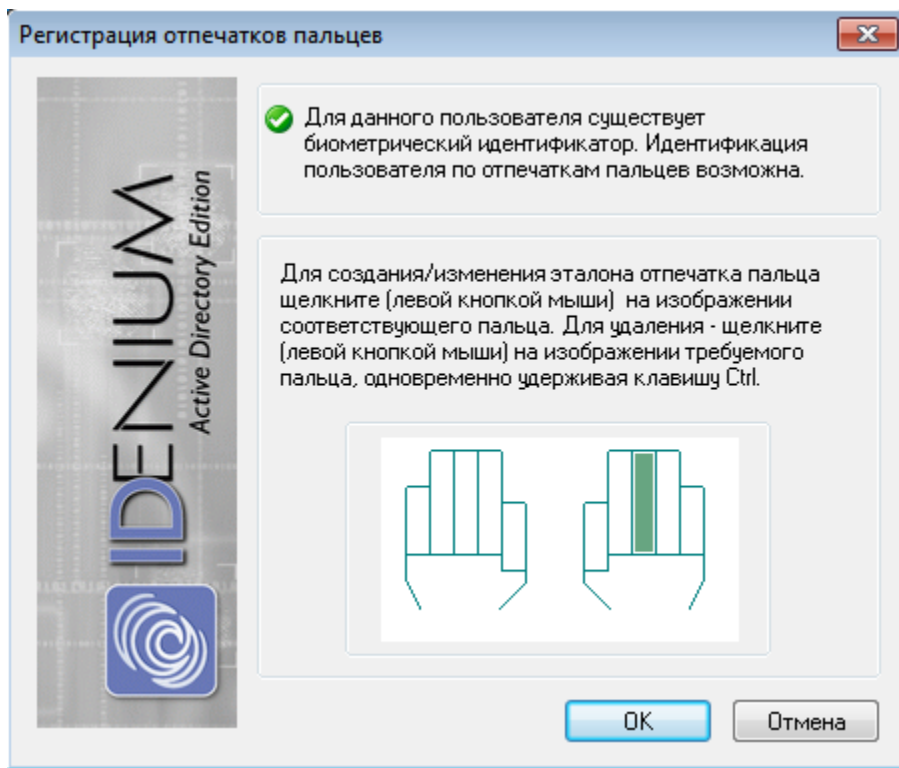 Регистрация отпечатков пальцев
IDENIUM
Active Directory Edition
Для данного пользователя существует
биометрический идентификатор. Идентификация
пользователя по отпечаткам пальцев возможна.
Для создания/изменения эталона отпечатка пальца
щелкните (левой кнопкой мыши)  на изображении
соответствующего пальца. Для удаления - щелкните
(левой кнопкой мыши) на изображении требуемого
пальца, одновременно удерживая клавишу Ctrl.
OK
Отмена